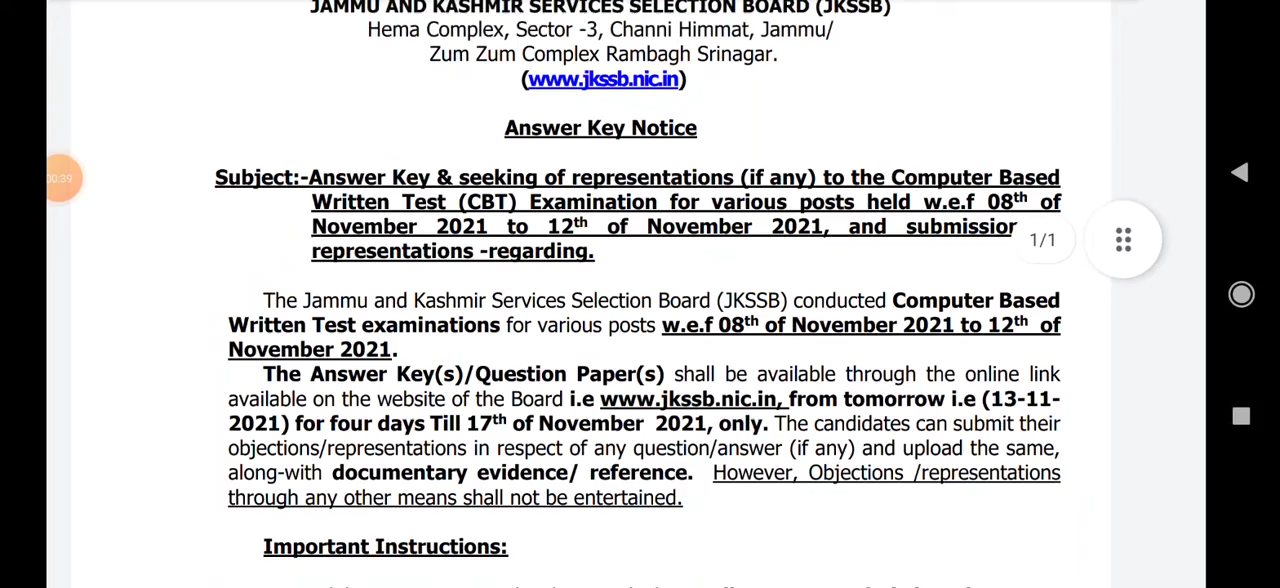 JAMMU AND KASHMIR SERVICES SELECTION BOARD (JKSSB)
Hema Complex, Sector -3, Channi Himmat, Jammu/
Zum Zum Complex Rambagh Srinagar.
(www.jkssb.nic.in)
Answer Key Notice
Subject:-Answer Key & seeking of representations (if any) to the Computer Based
Written Test (CBT) Examination for various posts held w.e.f 08th of
November 2021 to 12th of November 2021, and submission
representations -regarding.
1/1
00:39
The Jammu and Kashmir Services Selection Board (JKSSB) conducted Computer Based
Written Test examinations for various posts w.e.f 08th of November 2021 to 12th of
November 2021.
The Answer Key(s)/Question Paper(s) shall be available through the online link
available on the website of the Board i.e www.jkssb.nic.in, from tomorrow i.e (13-11-
2021) for four days Till 17th of November 2021, only. The candidates can submit their
objections/representations in respect of any question/answer (if any) and upload the same,
along-with documentary evidence/ reference. However, Objections /representations
through any other means shall not be entertained.
Important Instructions: